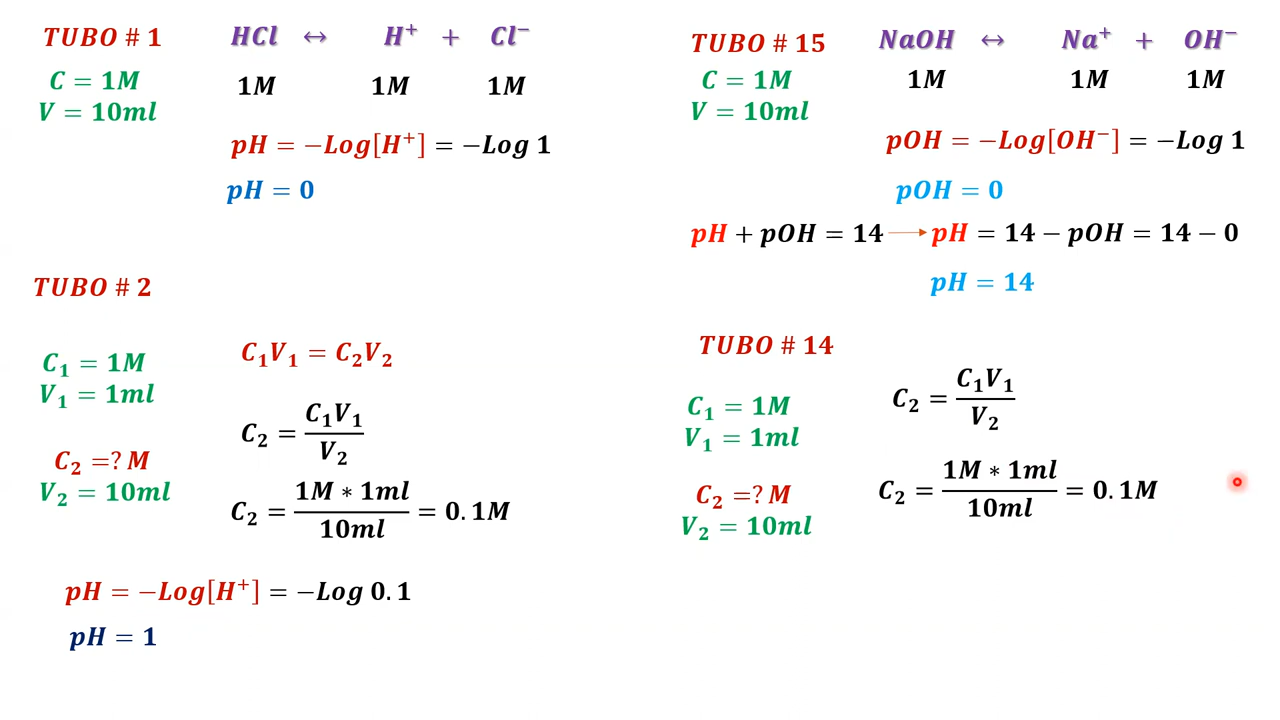 TUBO # 1
HCl ↔ H⁺ + Cl⁻
C = 1M
V = 10ml
1M 1M 1M
pH = −Log[H⁺] = −Log 1
pH = 0
TUBO # 2
C₁ = 1M
V₁ = 1ml
C₂ =? M
V₂ = 10ml
C₁V₁ = C₂V₂
C₂ = C₁V₁ / V₂
C₂ = 1M ∗ 1ml / 10ml = 0.1M
pH = −Log[H⁺] = −Log 0.1
pH = 1
TUBO # 15
NaOH ↔ Na⁺ + OH⁻
C = 1M
V = 10ml
1M 1M 1M
pOH = −Log[OH⁻] = −Log 1
pOH = 0
pH + pOH = 14 → pH = 14 − pOH = 14 − 0
pH = 14
TUBO # 14
C₁ = 1M
V₁ = 1ml
C₂ =? M
V₂ = 10ml
C₂ = C₁V₁ / V₂
C₂ = 1M ∗ 1ml / 10ml = 0.1M